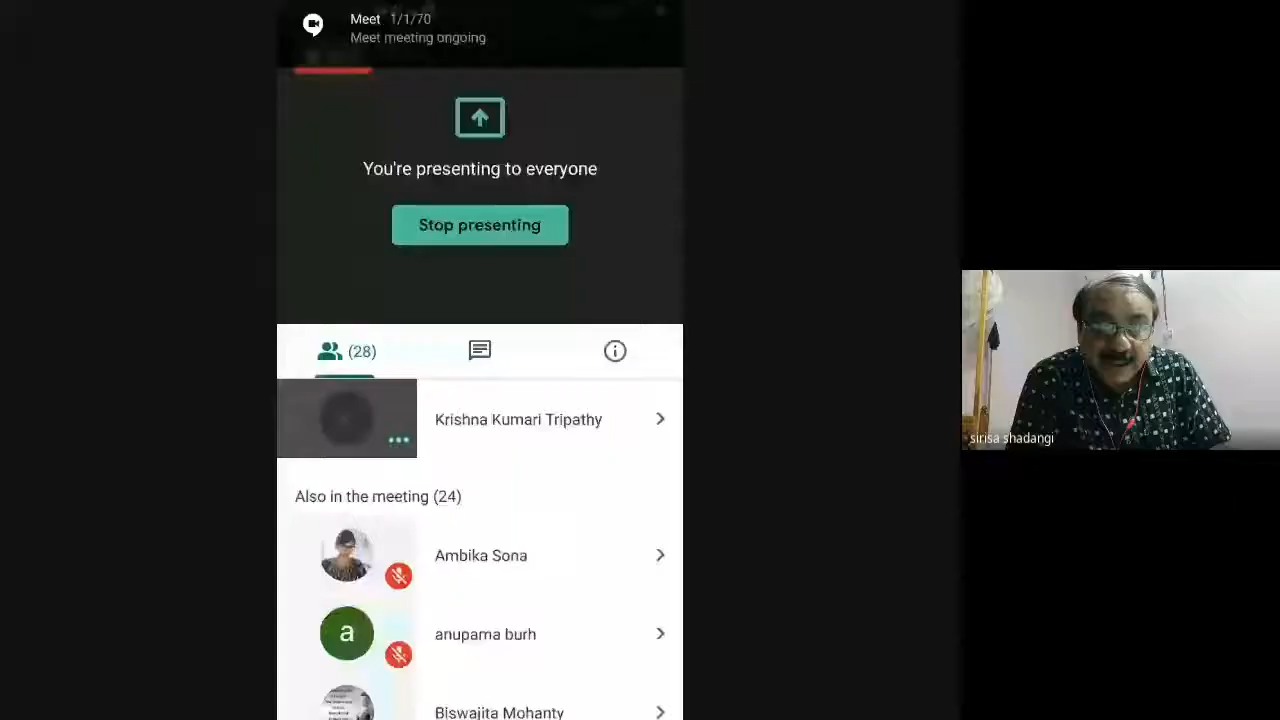 Meet 1/1/70
Meet meeting ongoing
You're presenting to everyone
Stop presenting
(28)
Krishna Kumari Tripathy
Also in the meeting (24)
Ambika Sona
a
anupama burh
Biswajita Mohanty
sirisa shadangi